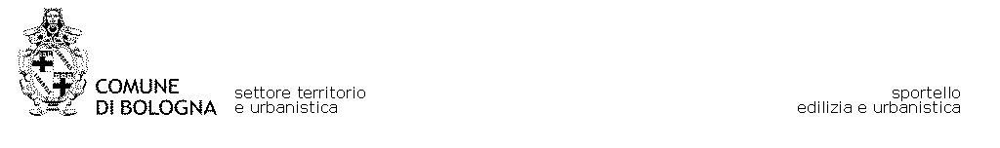 COMUNE
DI BOLOGNA
settore territorio
e urbanistica
sportello
edilizia e urbanistica